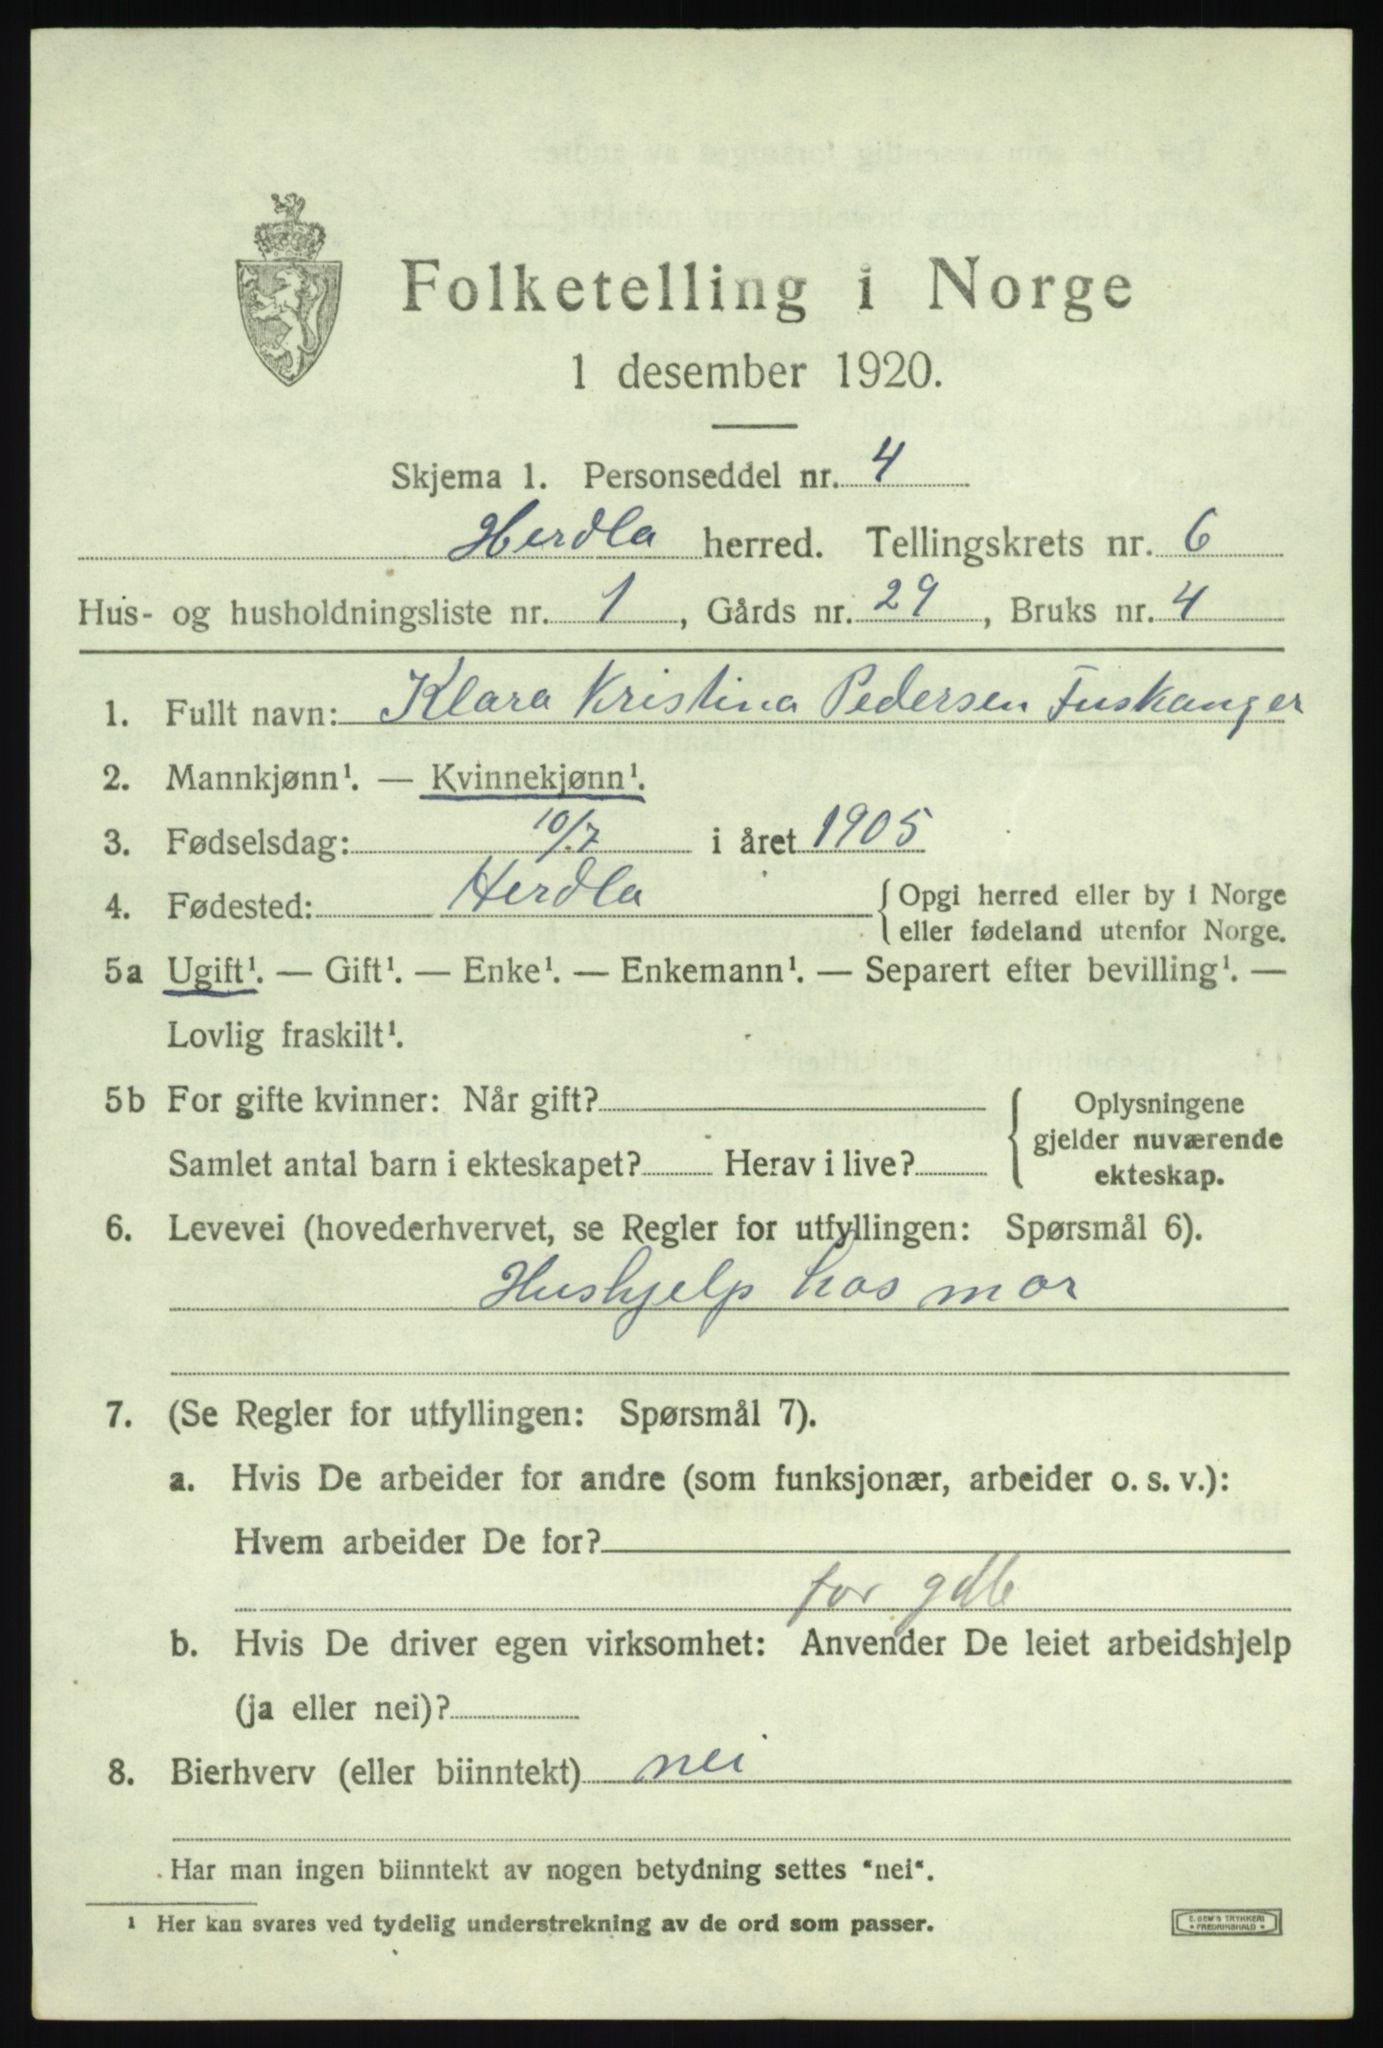 Folketelling i Norge
1 desember 1920.
Skjema 1. Personseddel nr. 4
Herdla herred. Tellingskrets nr. 6
Hus- og husholdningsliste nr. 1, Gårds nr. 29, Bruks nr. 4
1. Fullt navn: Klara Kristina Pedersen Fuskanger
2. Mannkjønn¹. — Kvinnekjønn¹.
3. Fødselsdag: 10/7 i året 1905
4. Fødested: Herdla {Opgi herred eller by i Norge
eller fødeland utenfor Norge.
5a Ugift¹. — Gift¹. — Enke¹. — Enkemann¹. — Separert efter bevilling¹. —
Lovlig fraskilt¹.
5b For gifte kvinner: Når gift?
Samlet antal barn i ekteskapet? Herav i live?
{Oplysningene
gjelder nuværende
ekteskap.
6. Levevei (hovederhvervet, se Regler for utfyllingen: Spørsmål 6).
Hushjelp hos mor
7. (Se Regler for utfyllingen: Spørsmål 7).
a. Hvis De arbeider for andre (som funksjonær, arbeider o. s. v.):
Hvem arbeider De for?
for gdb
b. Hvis De driver egen virksomhet: Anvender De leiet arbeidshjelp
(ja eller nei)?
8. Bierhverv (eller biinntekt) nei
Har man ingen biinntekt av nogen betydning settes "nei".
¹ Her kan svares ved tydelig understrekning av de ord som passer.
E. SEM'S TRYKKERI
* FREDRIKSHALD *